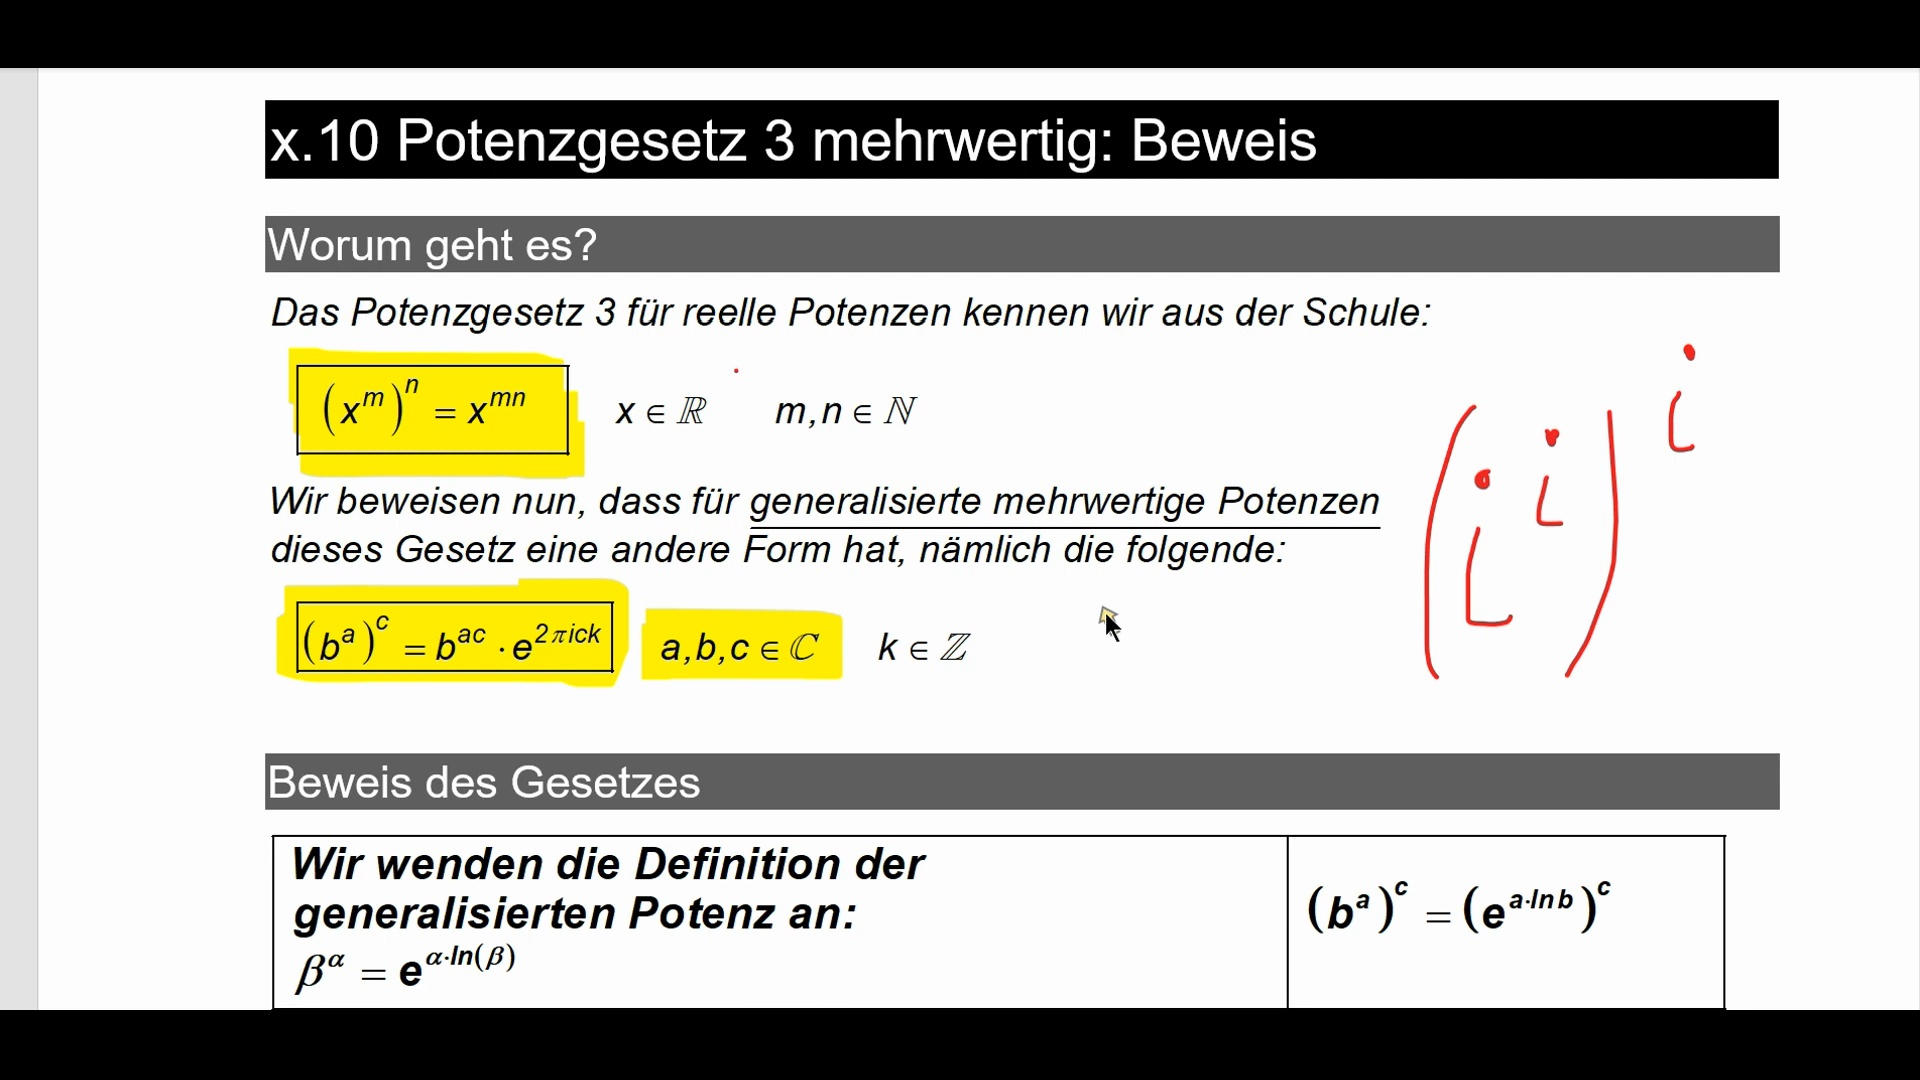 x.10 Potenzgesetz 3 mehrwertig: Beweis
Worum geht es?
Das Potenzgesetz 3 für reelle Potenzen kennen wir aus der Schule:
(x^m)^n = x^{mn} x ∈ ℝ m,n ∈ ℕ
(i^i)^i
Wir beweisen nun, dass für generalisierte mehrwertige Potenzen
dieses Gesetz eine andere Form hat, nämlich die folgende:
(b^a)^c = b^{ac} · e^{2πick} a,b,c ∈ ℂ k ∈ ℤ
Beweis des Gesetzes
Wir wenden die Definition der
generalisierten Potenz an:
β^α = e^{α·ln(β)}
(b^a)^c = (e^{a·lnb})^c